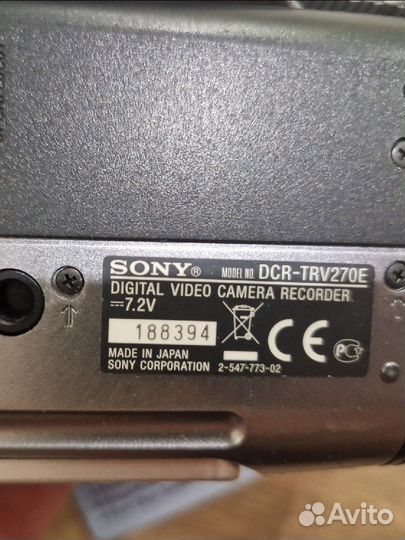 SONY® MODEL NO. DCR-TRV270E
DIGITAL VIDEO CAMERA RECORDER
⎓7.2V
188394
CE
MADE IN JAPAN
SONY CORPORATION 2-547-773-02
Avito